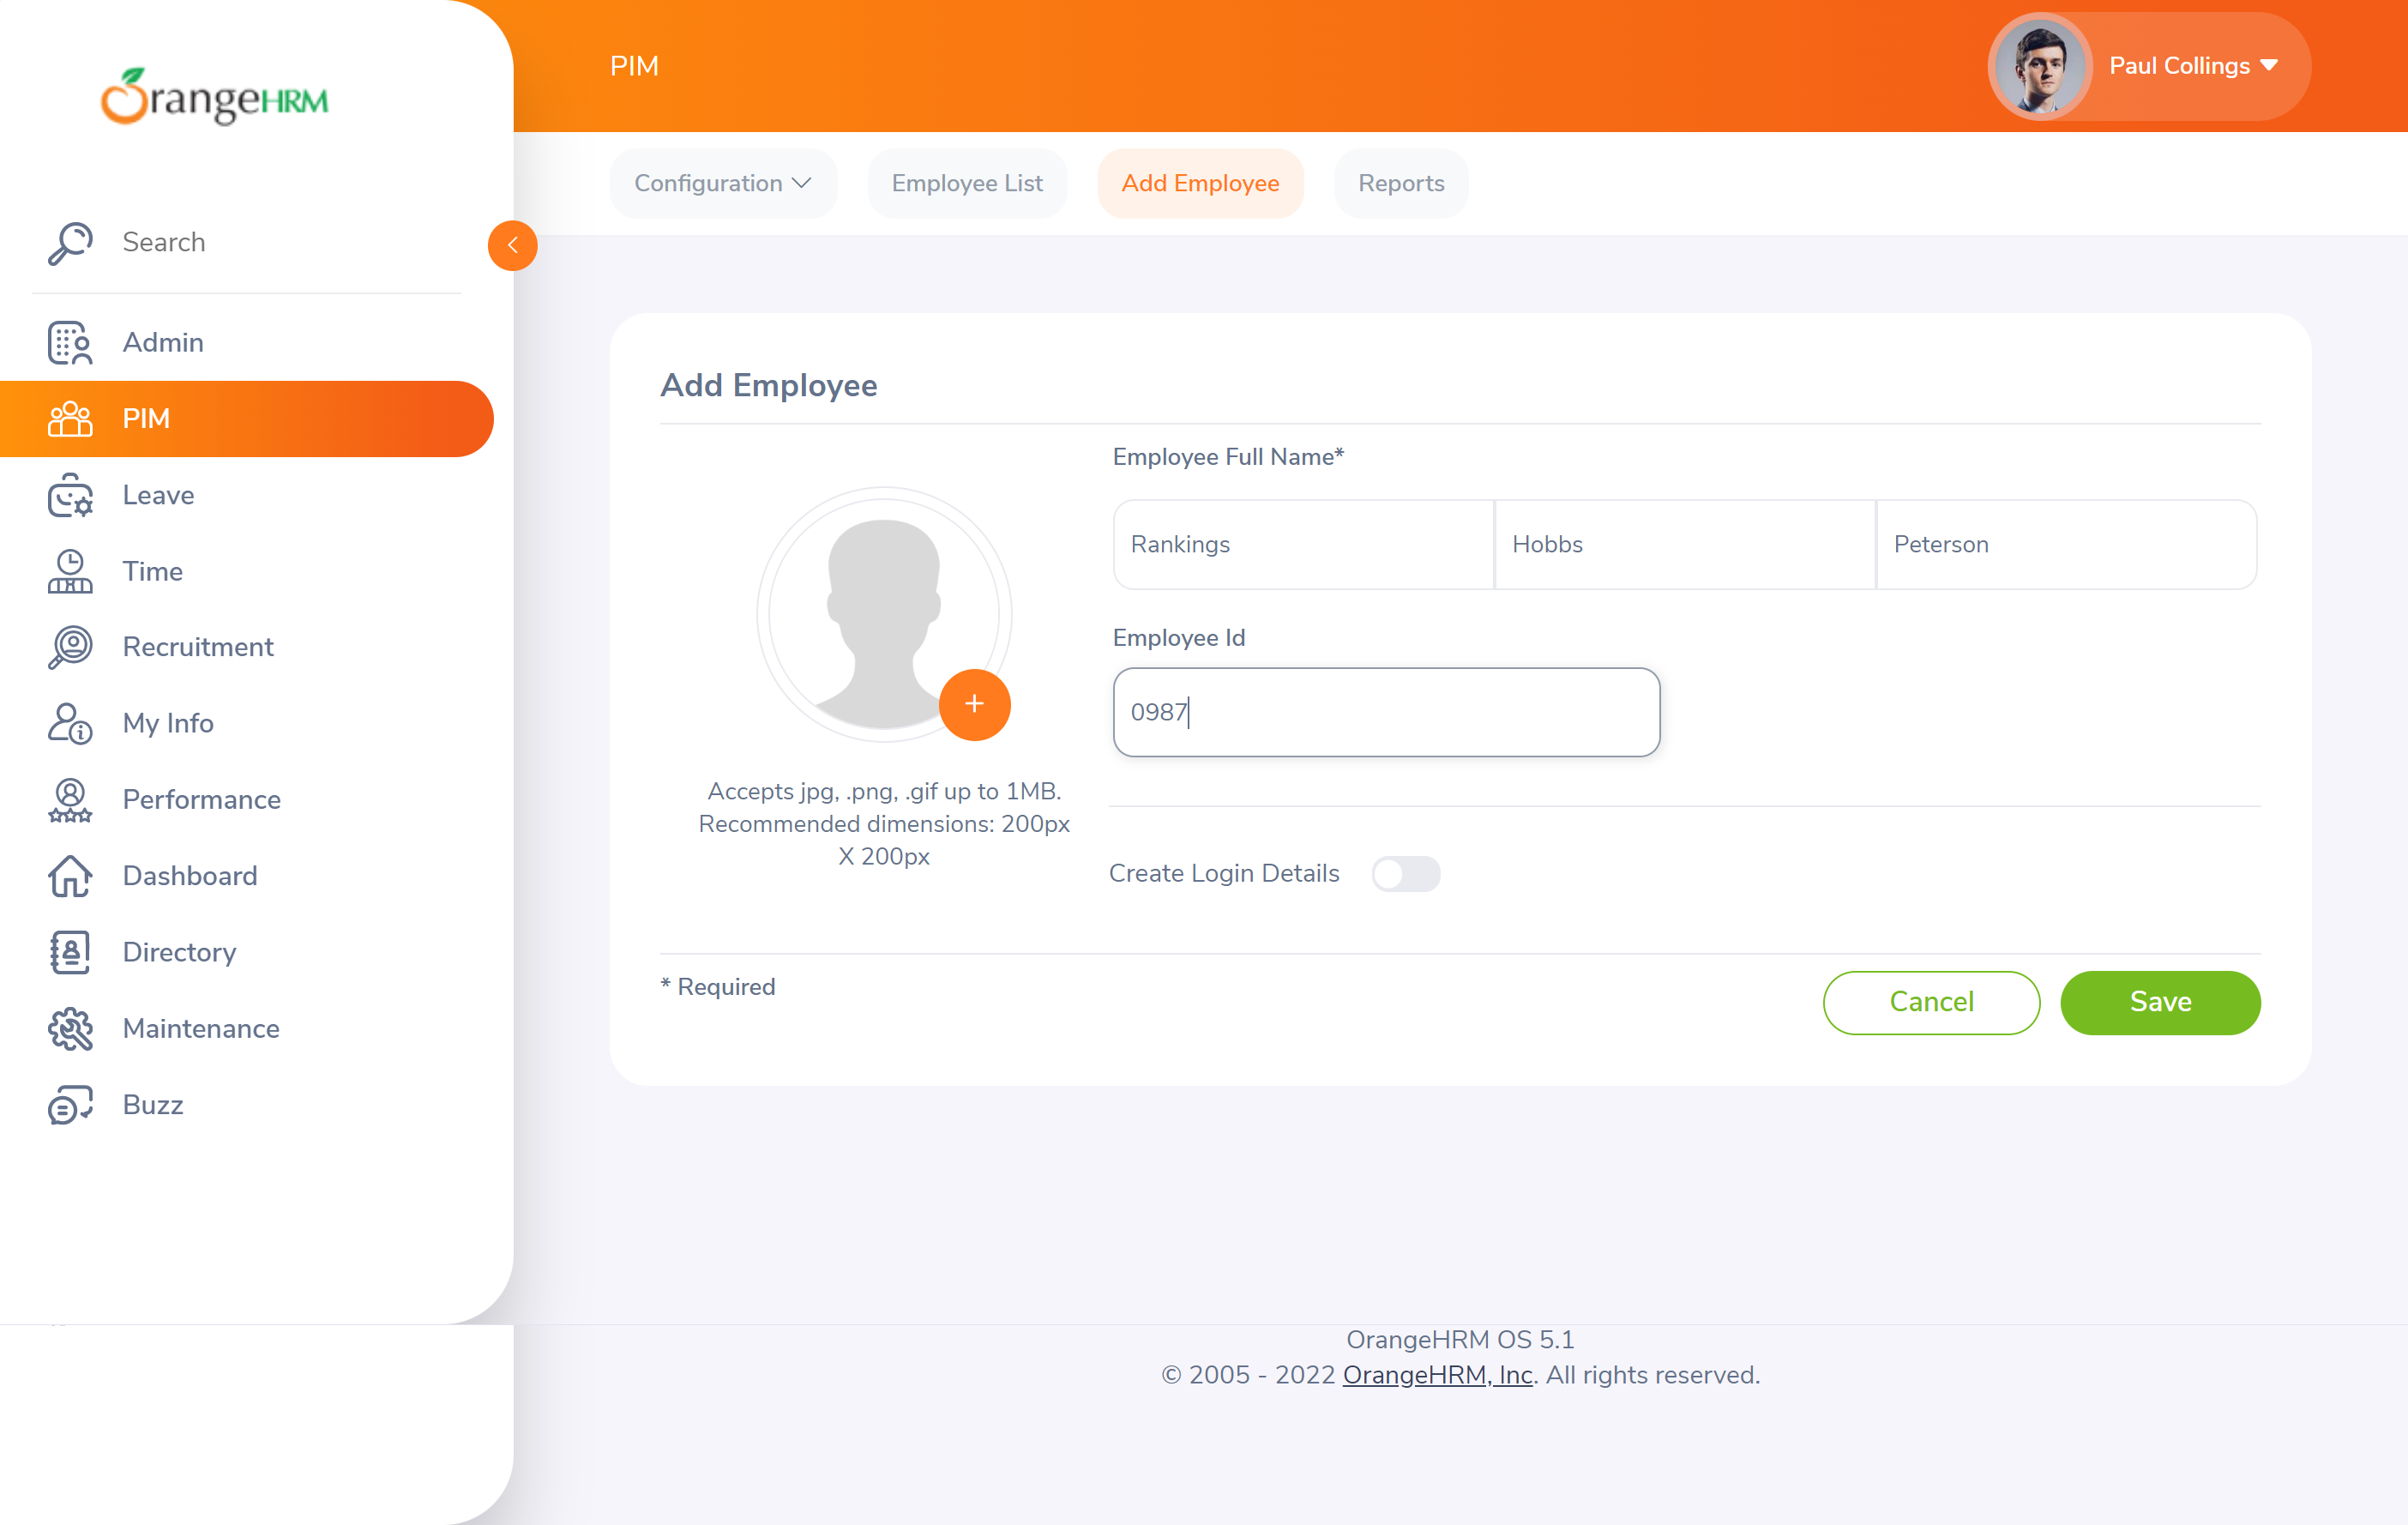 OrangeHRM
PIM
Paul Collings
Configuration
Employee List
Add Employee
Reports
Search
Admin
PIM
Leave
Time
Recruitment
My Info
Performance
Dashboard
Directory
Maintenance
Buzz
Add Employee
Employee Full Name*
Rankings
Hobbs
Peterson
Employee Id
0987
Accepts jpg, .png, .gif up to 1MB.
Recommended dimensions: 200px
X 200px
Create Login Details
* Required
Cancel
Save
OrangeHRM OS 5.1
© 2005 - 2022 OrangeHRM, Inc. All rights reserved.